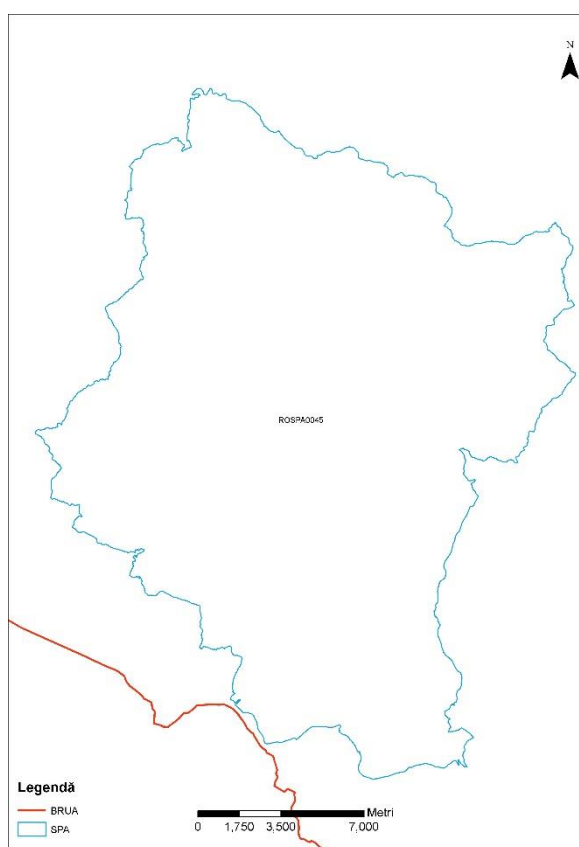 N
ROSPA0045
Legendă
BRUA
SPA
Metri
0 1,750 3,500 7,000